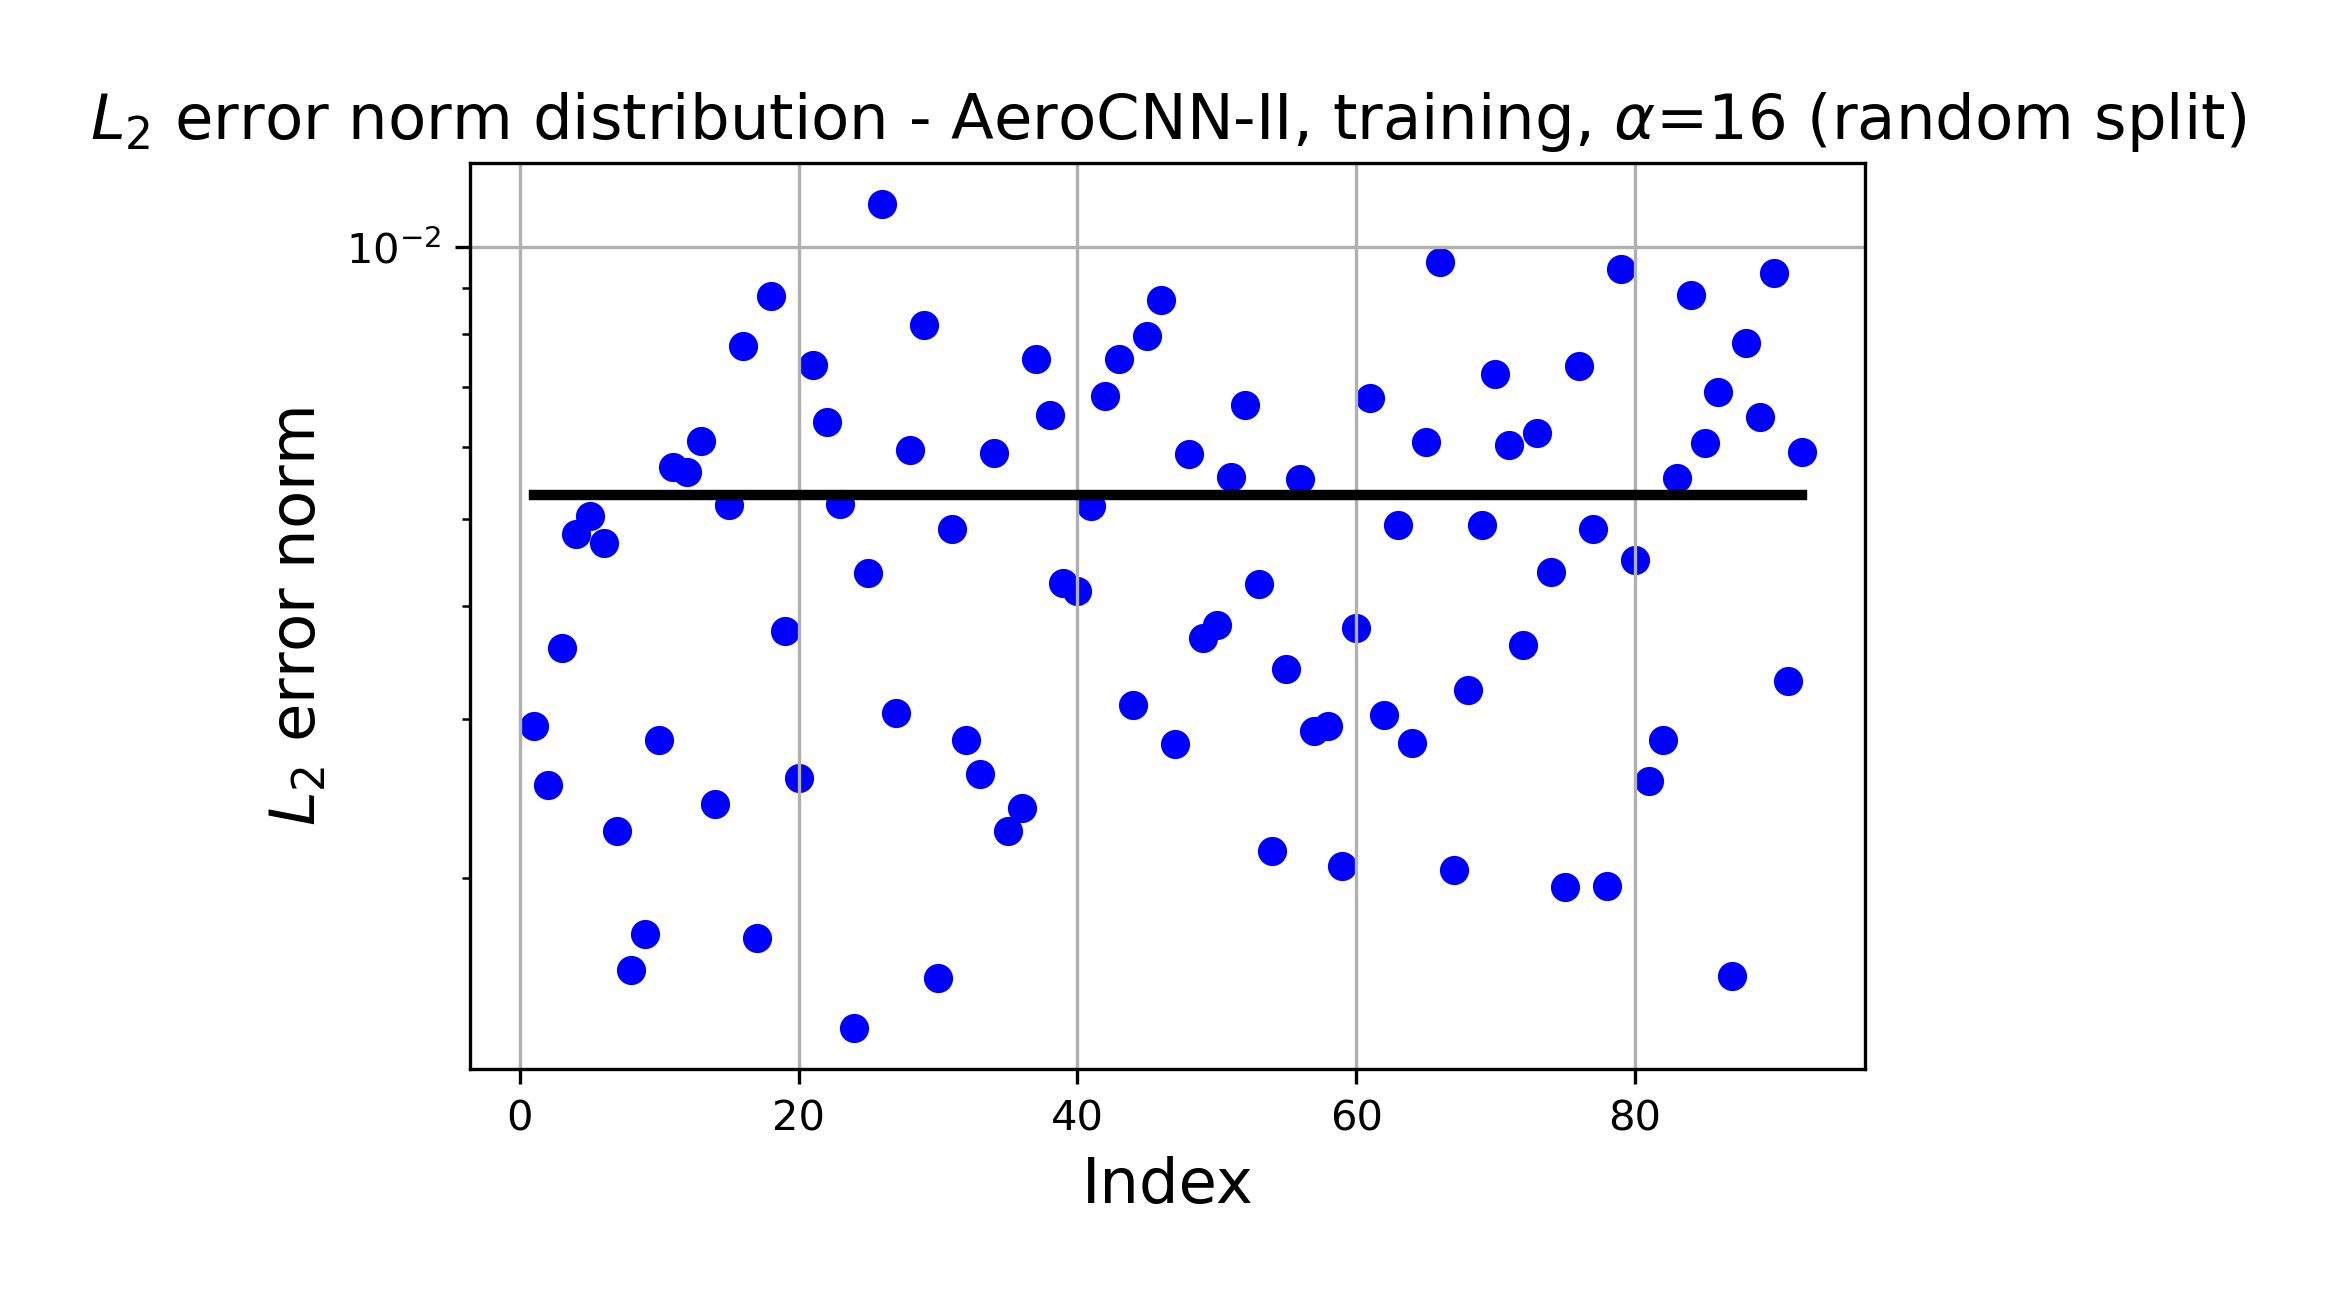 L₂ error norm distribution - AeroCNN-II, training, α=16 (random split)
10⁻²
L₂ error norm
0 20 40 60 80
Index